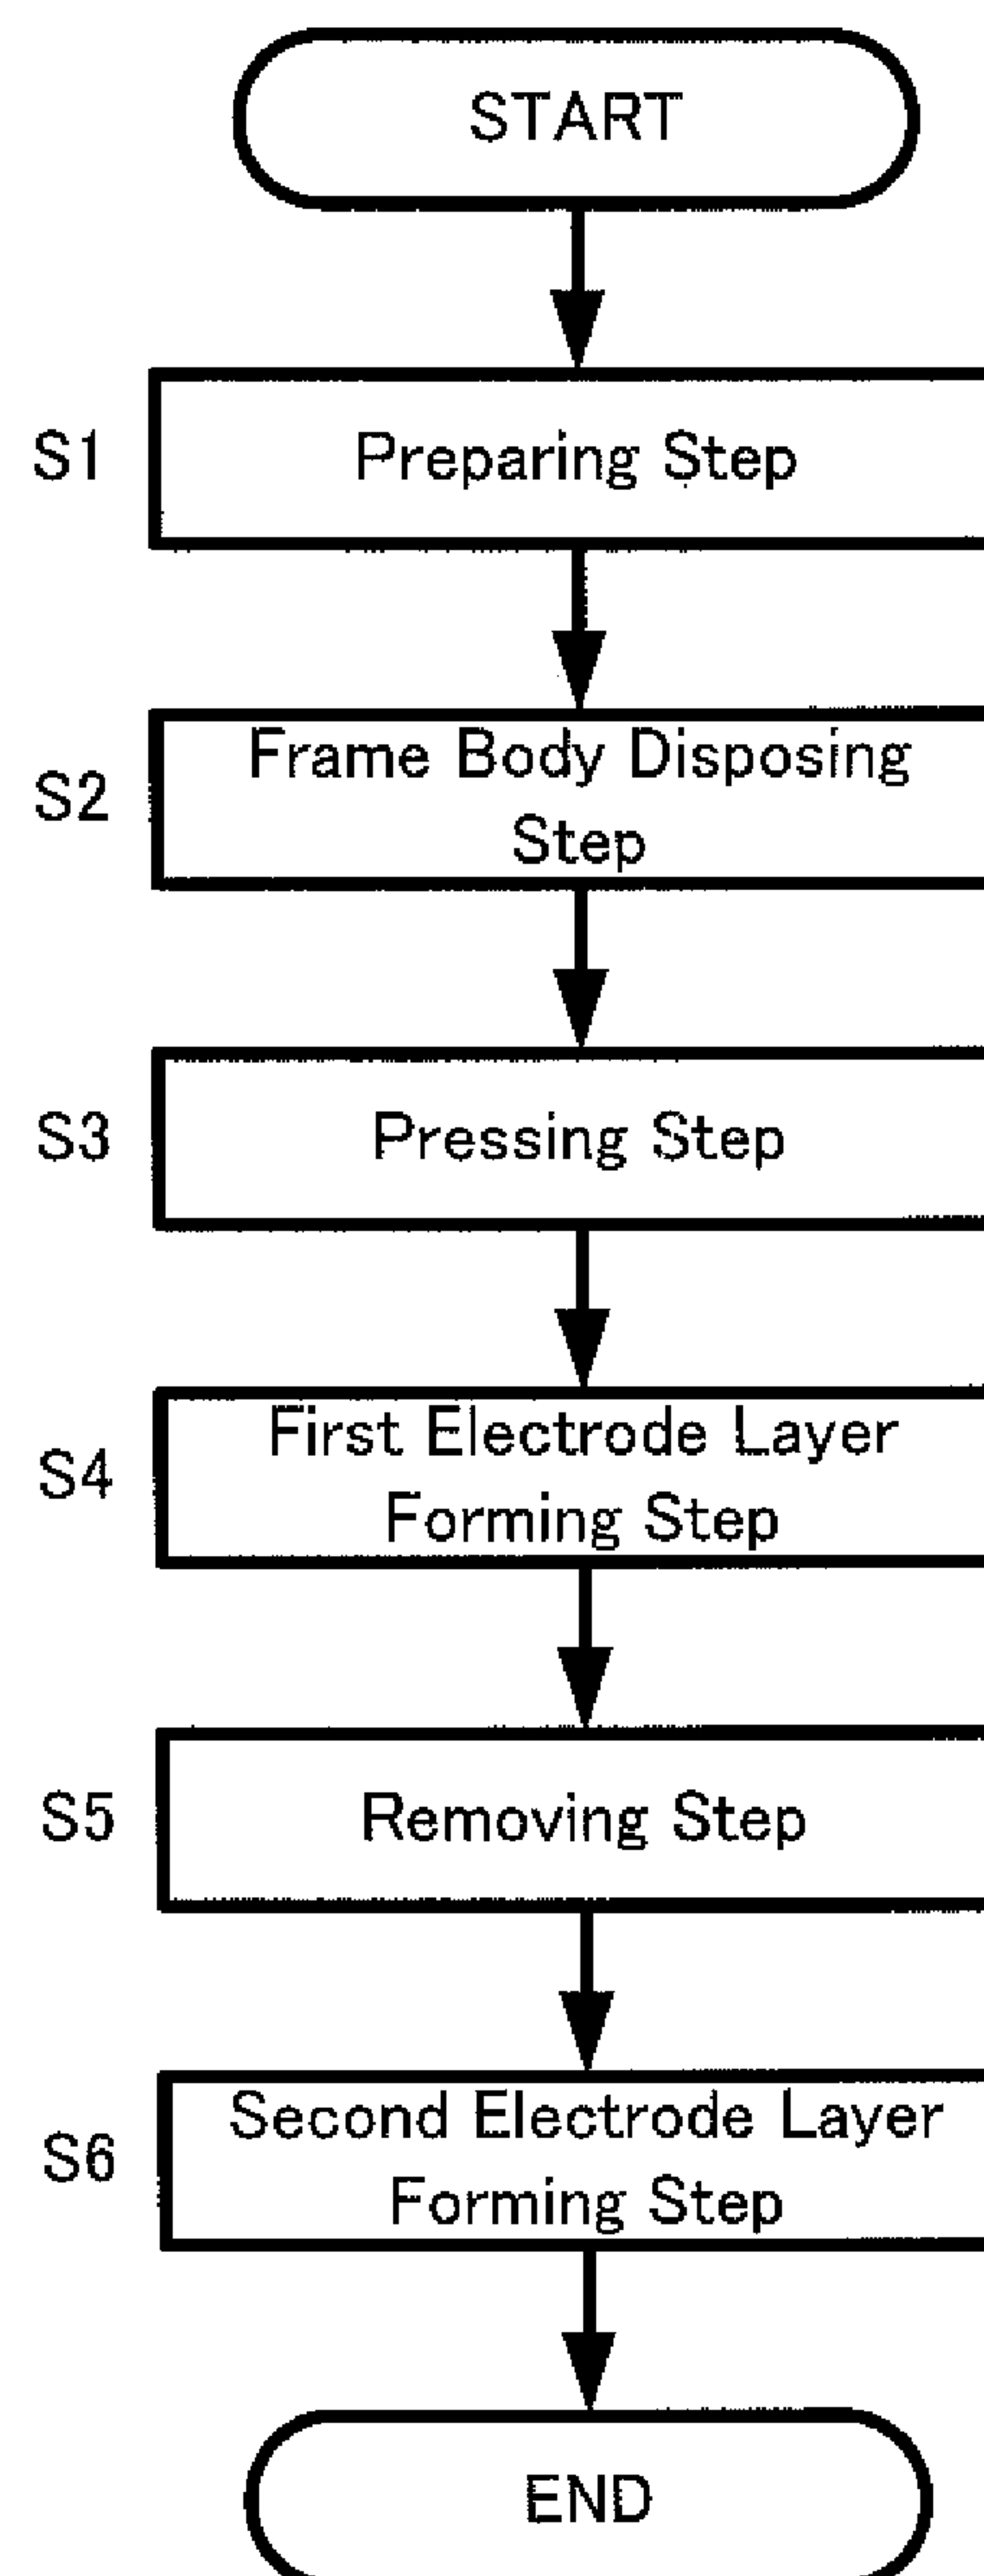 START
S1
Preparing Step
S2
Frame Body Disposing
Step
S3
Pressing Step
S4
First Electrode Layer
Forming Step
S5
Removing Step
S6
Second Electrode Layer
Forming Step
END